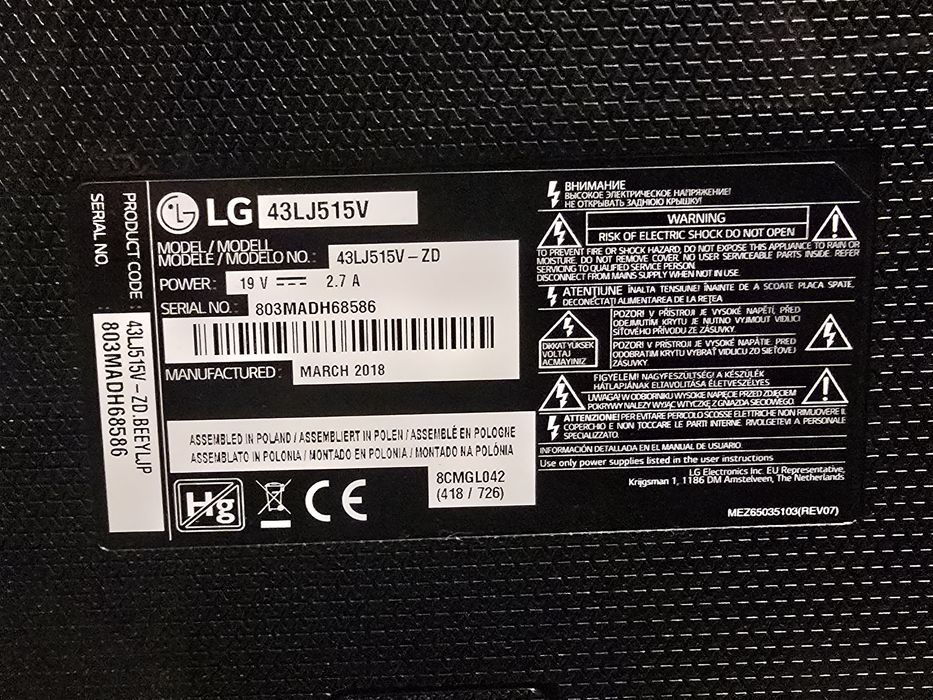 PRODUCT CODE : 43LJ515V-ZD.BEEYLJP
SERIAL NO. 803MADH68586
LG 43LJ515V
MODEL / MODELL
MODÈLE / MODELO NO. : 43LJ515V-ZD
POWER : 19 V 2.7 A
SERIAL NO. : 803MADH68586
MANUFACTURED : MARCH 2018
ASSEMBLED IN POLAND / ASSEMBLIERT IN POLEN / ASSEMBLÉ EN POLOGNE
ASSEMBLATO IN POLONIA / MONTADO EN POLONIA / MONTADO NA POLÔNIA
8CMGL042
(418 / 726)
Hg
CE
ВНИМАНИЕ
ВЫСОКОЕ ЭЛЕКТРИЧЕСКОЕ НАПРЯЖЕНИЕ!
НЕ ОТКРЫВАТЬ ЗАДНЮЮ КРЫШКУ!
WARNING
RISK OF ELECTRIC SHOCK DO NOT OPEN
TO PREVENT FIRE OR SHOCK HAZARD, DO NOT EXPOSE THIS APPLIANCE TO RAIN OR
MOISTURE. DO NOT REMOVE COVER. NO USER SERVICEABLE PARTS INSIDE. REFER
SERVICING TO QUALIFIED SERVICE PERSON.
DISCONNECT FROM MAINS SUPPLY WHEN NOT IN USE.
ATENŢIUNE ÎNALTA TENSIUNE! ÎNAINTE DE A SCOATE PLACA SPATE,
DECONECTAŢI ALIMENTAREA DE LA REŢEA
DIKKAT YUKSEK
VOLTAJ
ACMAYINIZ
POZOR! V PŘÍSTROJI JE VYSOKÉ NAPĚTÍ, PŘED
ODEJMUTÍM KRYTU JE NUTNO VYJMOUT VIDLICI
SÍŤOVÉHO PŘÍVODU ZE ZÁSUVKY.
POZOR! V PRÍSTROJI JE VYSOKÉ NAPÄTIE. PRED
ODOBRATÍM KRYTU VYBRAŤ VIDLICU ZO SIEŤOVEJ
ZÁSUVKY.
FIGYELEM! NAGYFESZÜLTSÉG! A KÉSZÜLÉK
HÁTLAPJÁNAK ELTÁVOLÍTÁSA ÉLETVESZÉLYES
UWAGA! W ODBIORNIKU WYSOKIE NAPIĘCIE PRZED ZDJĘCIEM
POKRYWY NALEŻY WYJĄĆ WTYCZKĘ Z GNIAZDA SIECIOWEGO.
ATTENZIONE! PER EVITARE PERICOLO SCOSSE ELETTRICHE NON RIMUOVERE IL
COPERCHIO E NON TOCCARE LE PARTI INTERNE. RIVOLGETEVI A PERSONALE
SPECIALIZZATO.
INFORMACIÓN DETALLADA EN EL MANUAL DE USUARIO.
Use only power supplies listed in the user instructions
LG Electronics Inc. EU Representative,
Krijgsman 1, 1186 DM Amstelveen, The Netherlands
MEZ65035103(REV07)